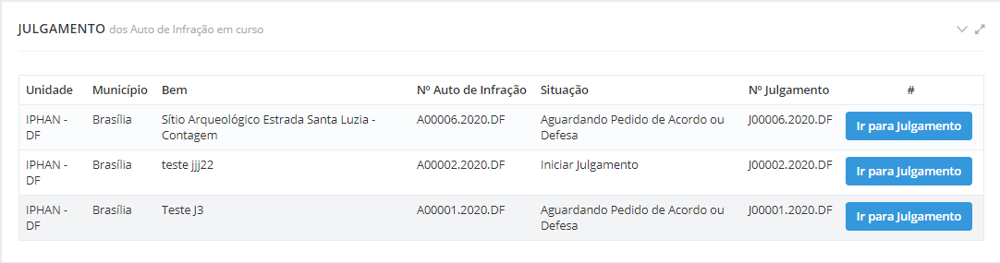 JULGAMENTO dos Auto de Infração em curso
Unidade Município Bem Nº Auto de Infração Situação Nº Julgamento #
IPHAN - DF Brasília Sítio Arqueológico Estrada Santa Luzia - Contagem A00006.2020.DF Aguardando Pedido de Acordo ou Defesa J00006.2020.DF Ir para Julgamento
IPHAN - DF Brasília teste jjj22 A00002.2020.DF Iniciar Julgamento J00002.2020.DF Ir para Julgamento
IPHAN - DF Brasília Teste J3 A00001.2020.DF Aguardando Pedido de Acordo ou Defesa J00001.2020.DF Ir para Julgamento